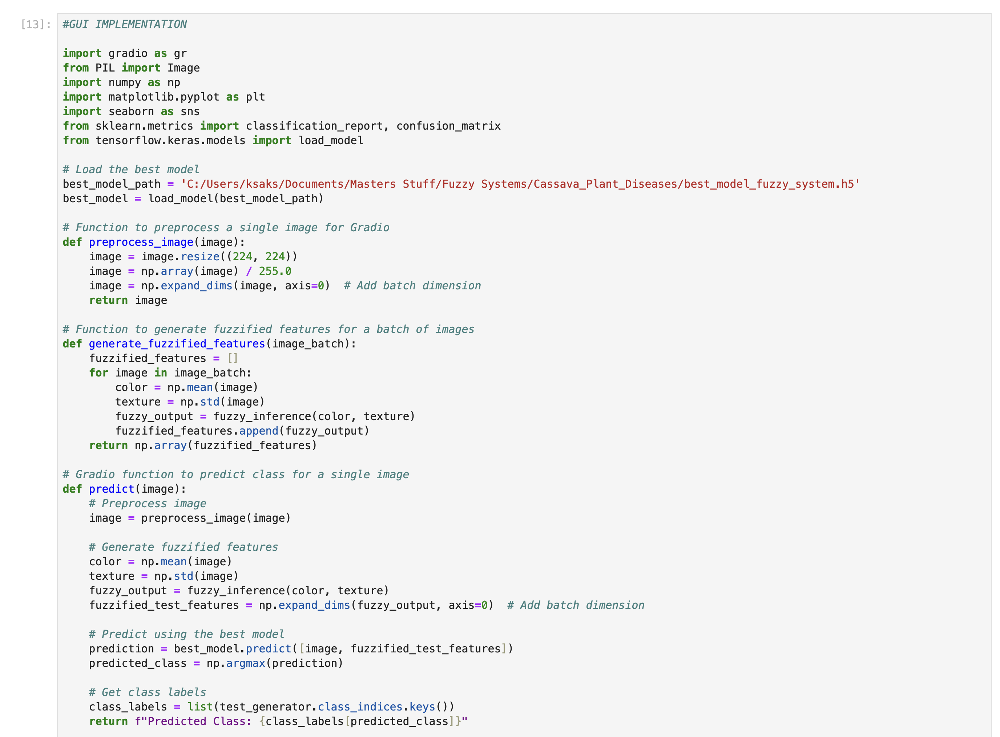 [13]: #GUI IMPLEMENTATION
import gradio as gr
from PIL import Image
import numpy as np
import matplotlib.pyplot as plt
import seaborn as sns
from sklearn.metrics import classification_report, confusion_matrix
from tensorflow.keras.models import load_model
# Load the best model
best_model_path = 'C:/Users/ksaks/Documents/Masters Stuff/Fuzzy Systems/Cassava_Plant_Diseases/best_model_fuzzy_system.h5'
best_model = load_model(best_model_path)
# Function to preprocess a single image for Gradio
def preprocess_image(image):
    image = image.resize((224, 224))
    image = np.array(image) / 255.0
    image = np.expand_dims(image, axis=0)  # Add batch dimension
    return image
# Function to generate fuzzified features for a batch of images
def generate_fuzzified_features(image_batch):
    fuzzified_features = []
    for image in image_batch:
        color = np.mean(image)
        texture = np.std(image)
        fuzzy_output = fuzzy_inference(color, texture)
        fuzzified_features.append(fuzzy_output)
    return np.array(fuzzified_features)
# Gradio function to predict class for a single image
def predict(image):
    # Preprocess image
    image = preprocess_image(image)
    # Generate fuzzified features
    color = np.mean(image)
    texture = np.std(image)
    fuzzy_output = fuzzy_inference(color, texture)
    fuzzified_test_features = np.expand_dims(fuzzy_output, axis=0)  # Add batch dimension
    # Predict using the best model
    prediction = best_model.predict([image, fuzzified_test_features])
    predicted_class = np.argmax(prediction)
    # Get class labels
    class_labels = list(test_generator.class_indices.keys())
    return f"Predicted Class: {class_labels[predicted_class]}"